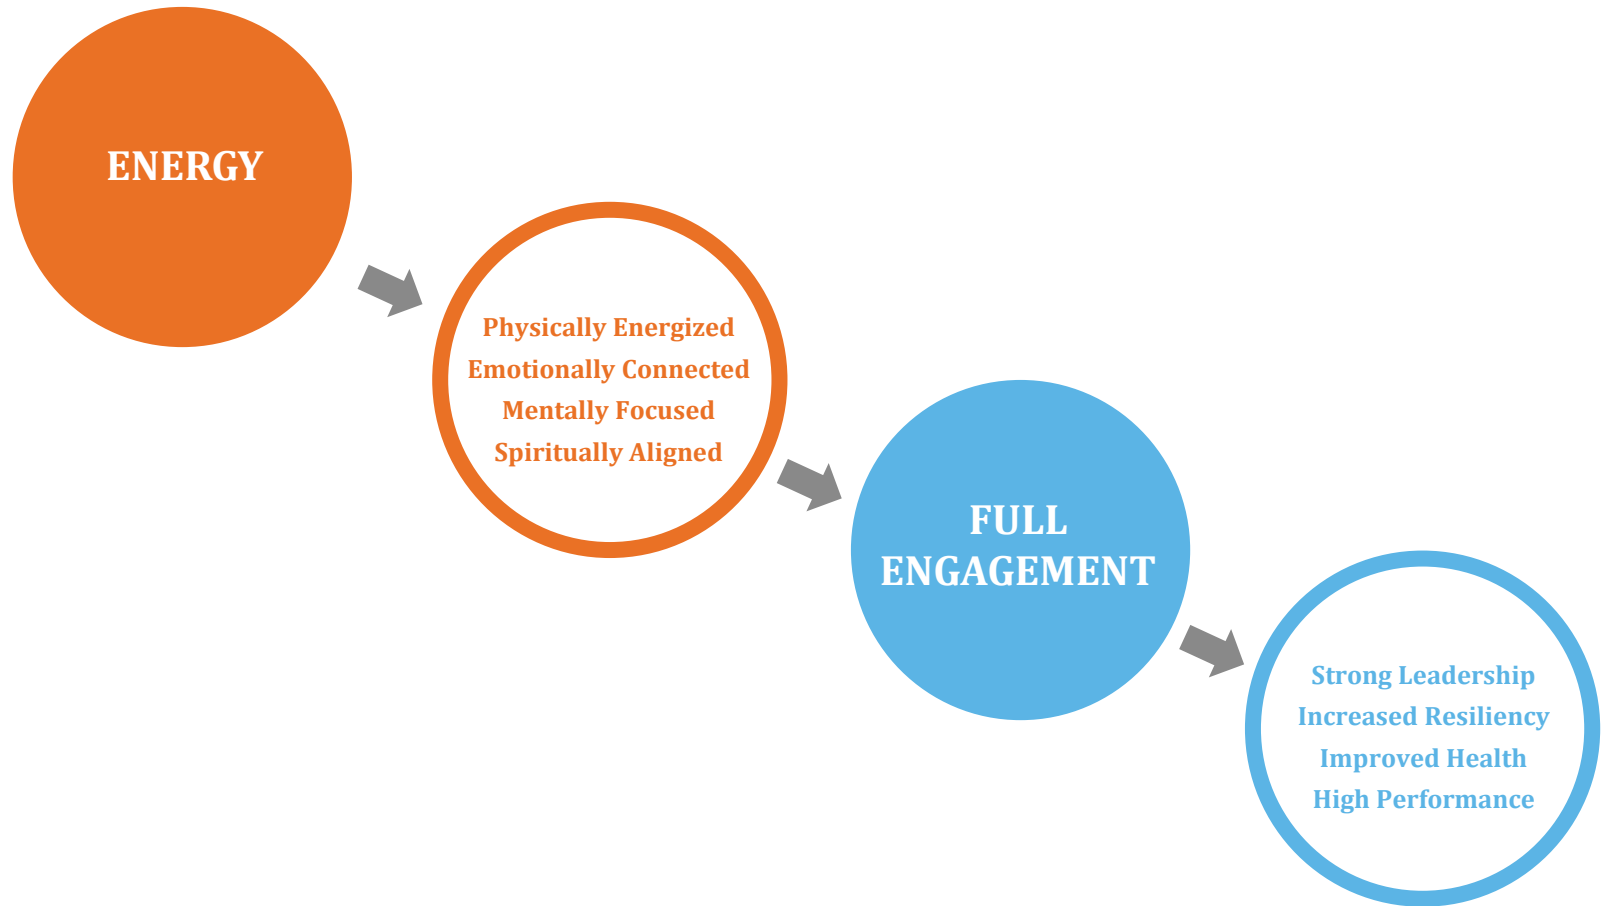 ENERGY
Physically Energized
Emotionally Connected
Mentally Focused
Spiritually Aligned
FULL
ENGAGEMENT
Strong Leadership
Increased Resiliency
Improved Health
High Performance